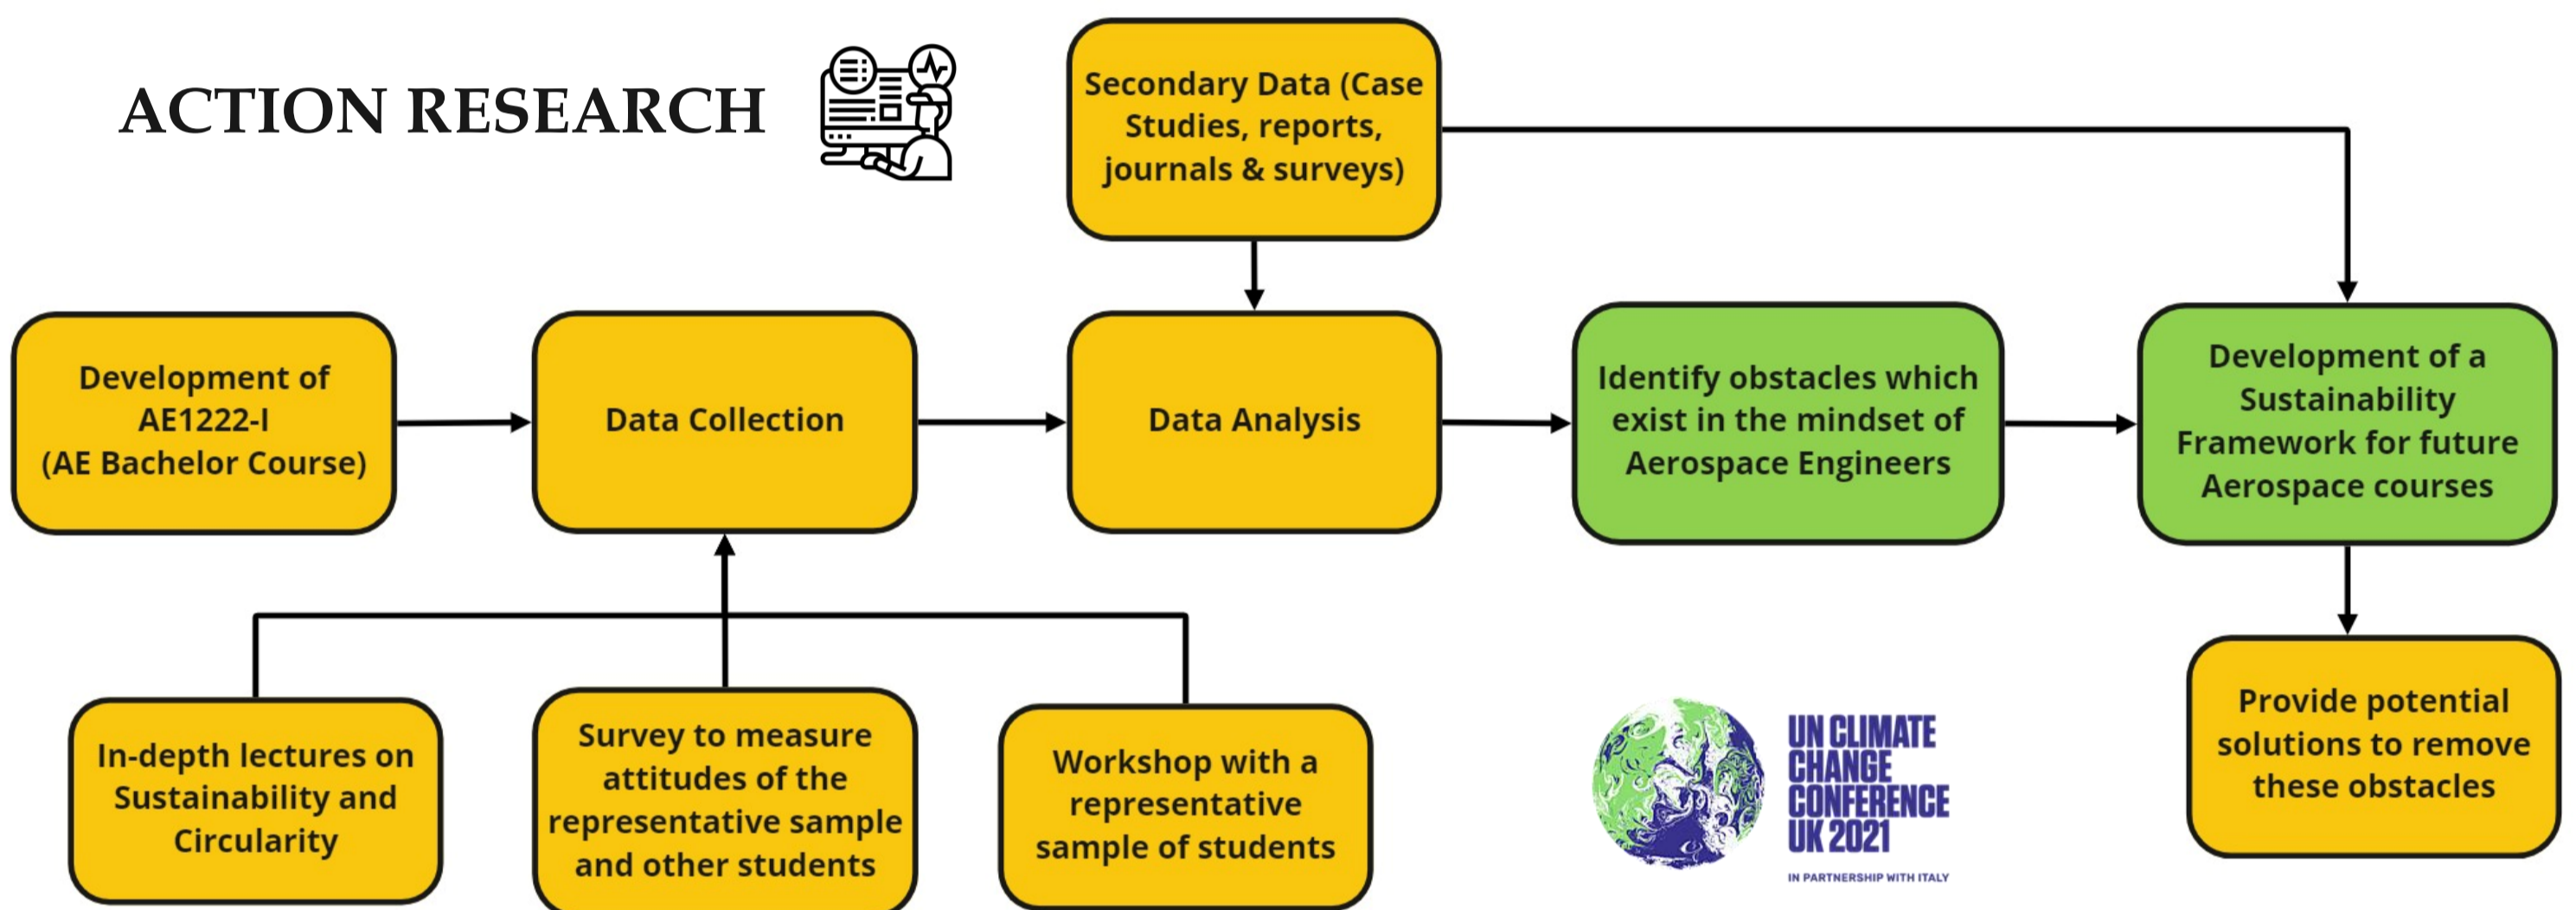 ACTION RESEARCH
Secondary Data (Case
Studies, reports,
journals & surveys)
Development of
AE1222-I
(AE Bachelor Course)
Data Collection
Data Analysis
Identify obstacles which
exist in the mindset of
Aerospace Engineers
Development of a
Sustainability
Framework for future
Aerospace courses
In-depth lectures on
Sustainability and
Circularity
Survey to measure
attitudes of the
representative sample
and other students
Workshop with a
representative
sample of students
UN CLIMATE
CHANGE
CONFERENCE
UK 2021
IN PARTNERSHIP WITH ITALY
Provide potential
solutions to remove
these obstacles